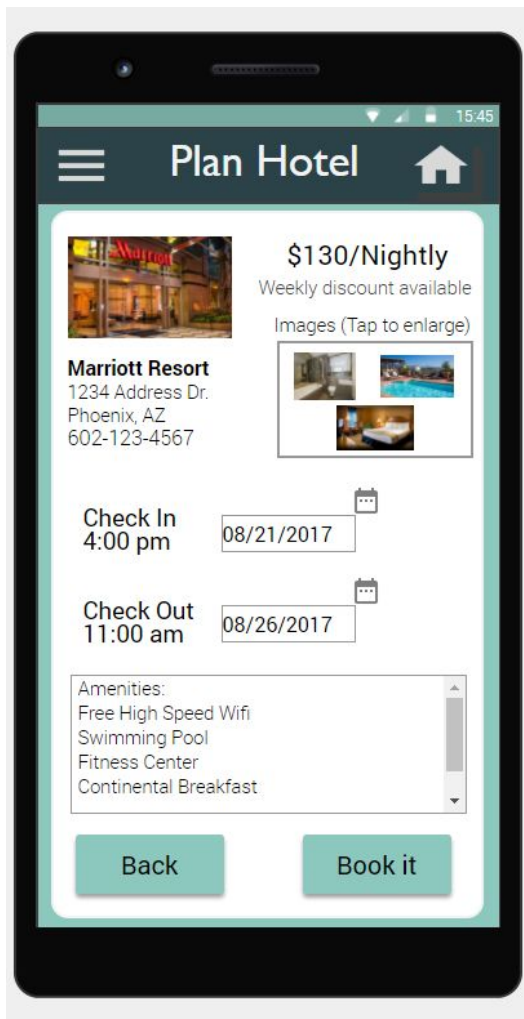 15:45
Plan Hotel
Marriott
$130/Nightly
Weekly discount available
Images (Tap to enlarge)
Marriott Resort
1234 Address Dr.
Phoenix, AZ
602-123-4567
Check In
4:00 pm
08/21/2017
Check Out
11:00 am
08/26/2017
Amenities:
Free High Speed Wifi
Swimming Pool
Fitness Center
Continental Breakfast
Back
Book it